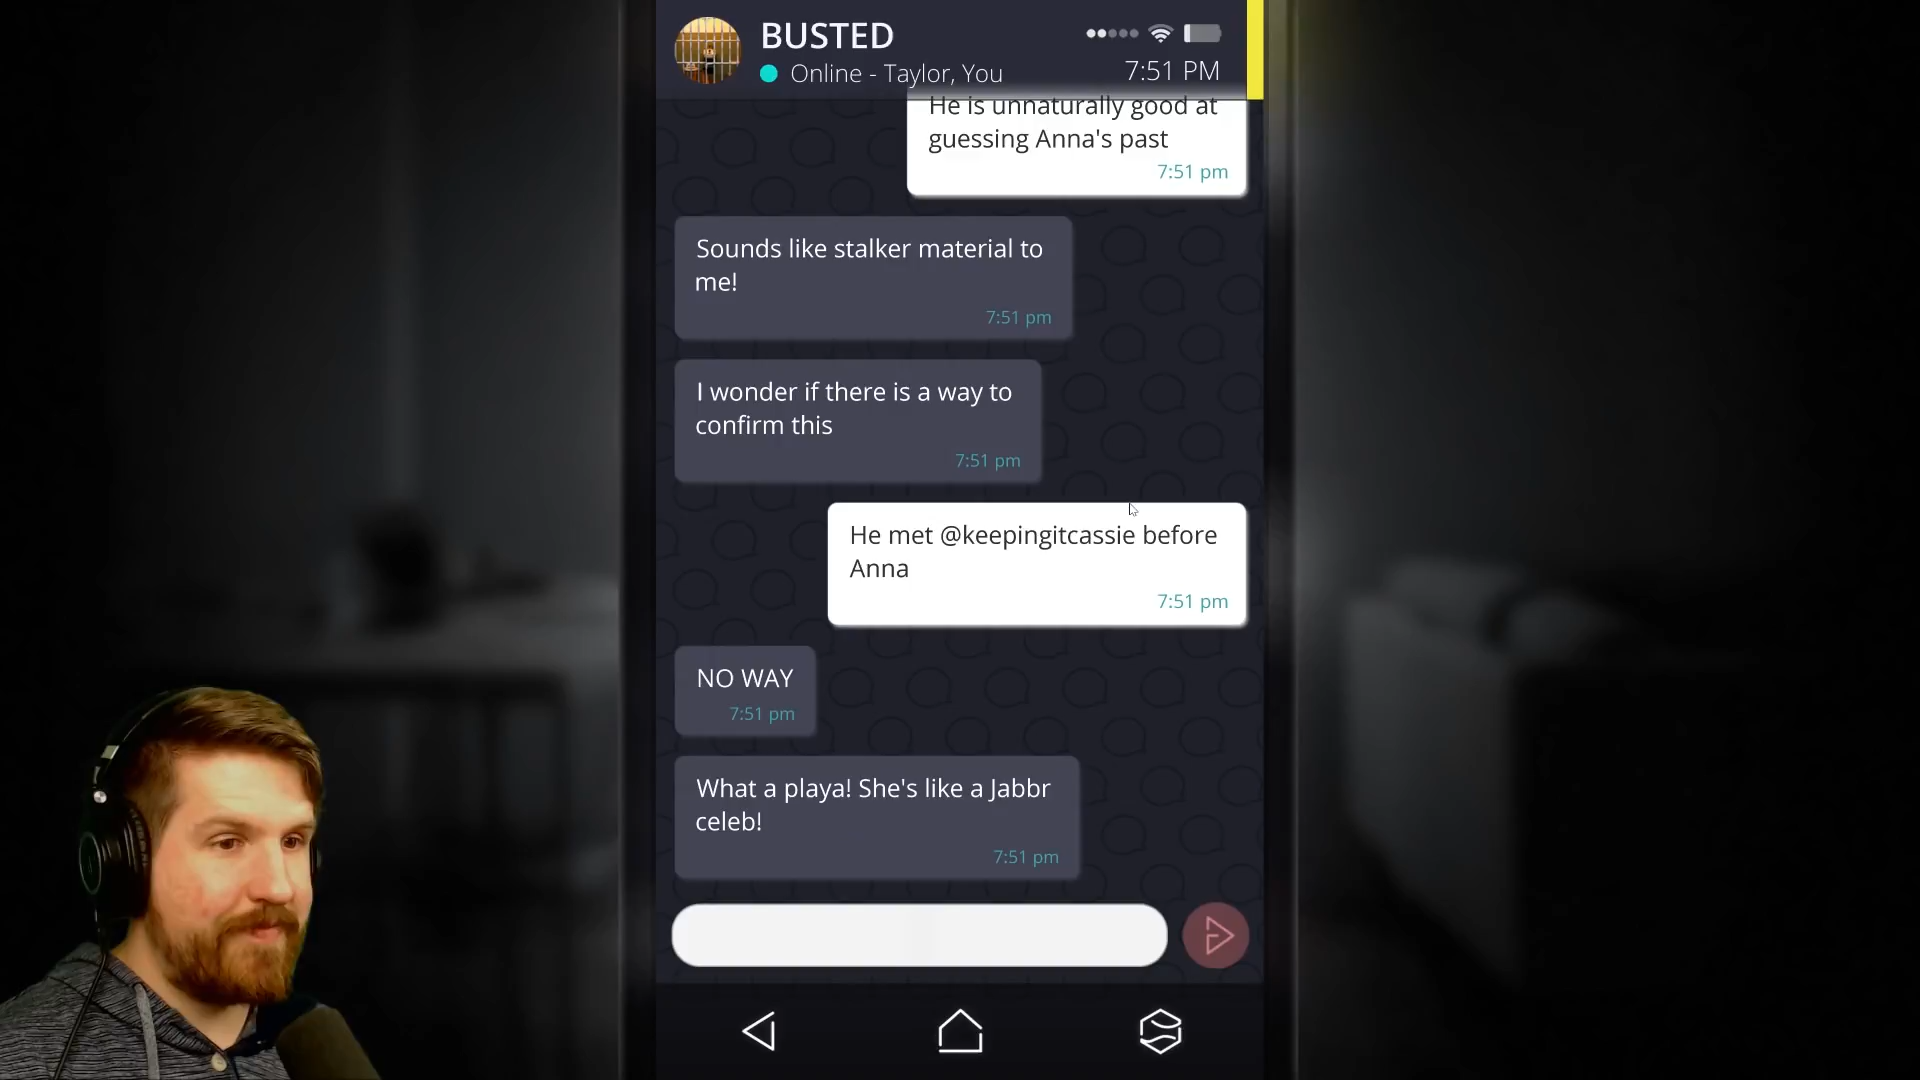 BUSTED
Online - Taylor, You
7:51 PM
He is unnaturally good at
guessing Anna's past
7:51 pm
Sounds like stalker material to
me!
7:51 pm
I wonder if there is a way to
confirm this
7:51 pm
He met @keepingitcassie before
Anna
7:51 pm
NO WAY
7:51 pm
What a playa! She's like a Jabbr
celeb!
7:51 pm